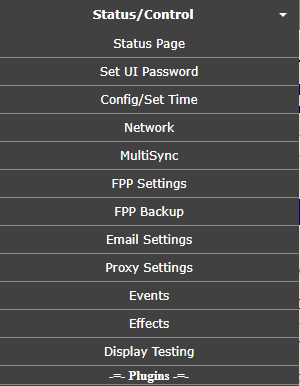 Status/Control
Status Page
Set UI Password
Config/Set Time
Network
MultiSync
FPP Settings
FPP Backup
Email Settings
Proxy Settings
Events
Effects
Display Testing
-=- Plugins -=-